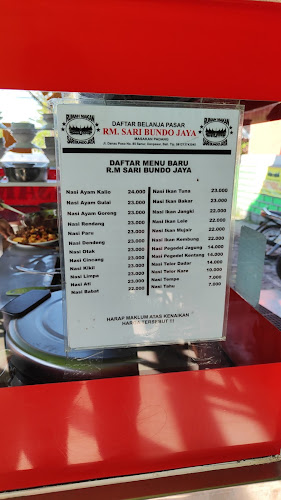 DAFTAR BELANJA PASAR
RM. SARI BUNDO JAYA
MASAKAN PADANG
DAFTAR MENU BARU
R.M SARI BUNDO JAYA
Nasi Ayam Kalio 24.000
Nasi Ayam Gulai 23.000
Nasi Ayam Goreng 23.000
Nasi Rendang 23.000
Nasi Paru 23.000
Nasi Dendeng 23.000
Nasi Otak 23.000
Nasi Cincang 23.000
Nasi Kikil 23.000
Nasi Limpa 23.000
Nasi Ati 23.000
Nasi Babat 22.000
Nasi Ikan Tuna 23.000
Nasi Ikan Bakar 23.000
Nasi Ikan Jangki 22.000
Nasi Ikan Lele 22.000
Nasi Ikan Mujair 22.000
Nasi Ikan Kembung 22.000
Nasi Pegedel Jagung 14.000
Nasi Pegedel Kentang 14.000
Nasi Telor Dadar 14.000
Nasi Telor Kare 10.000
Nasi Tempe 7.000
Nasi Tahu 7.000
HARAF MAKLUM ATAS KENAIKAN
HARGA TERSEBUT !!!